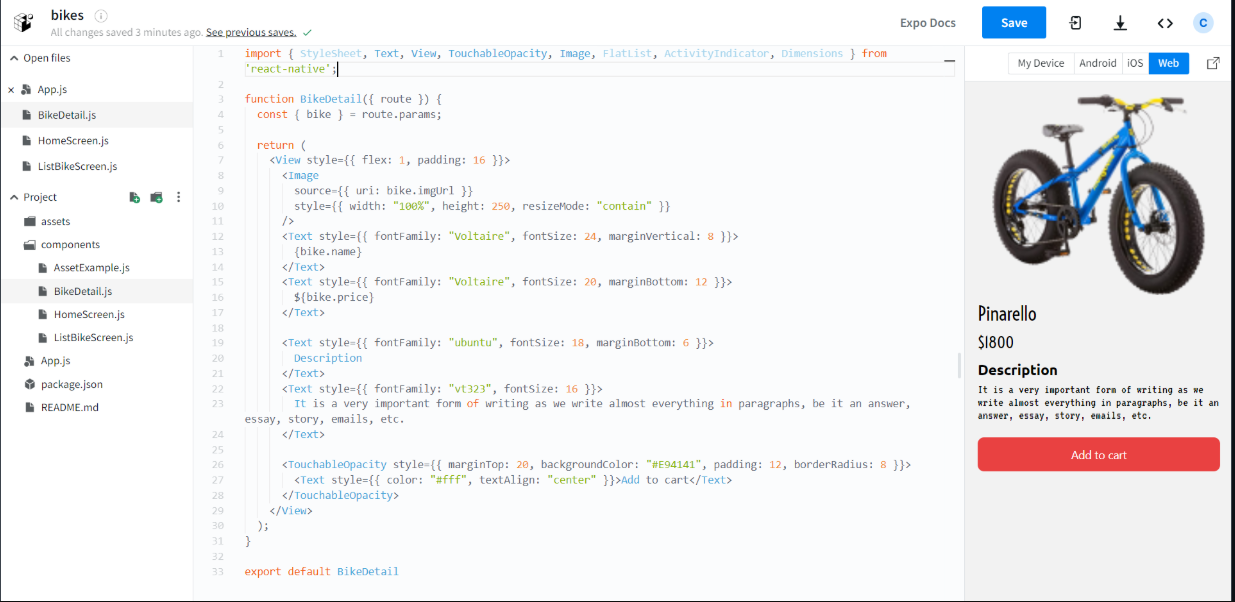 bikes
All changes saved 3 minutes ago. See previous saves.
Expo Docs
Save
C
Open files
App.js
BikeDetail.js
HomeScreen.js
ListBikeScreen.js
Project
assets
components
AssetExample.js
BikeDetail.js
HomeScreen.js
ListBikeScreen.js
App.js
package.json
README.md
1 import { StyleSheet, Text, View, TouchableOpacity, Image, FlatList, ActivityIndicator, Dimensions } from
'react-native';
2
3 function BikeDetail({ route }) {
4 const { bike } = route.params;
5
6 return (
7 <View style={{ flex: 1, padding: 16 }}>
8 <Image
9 source={{ uri: bike.imgUrl }}
10 style={{ width: "100%", height: 250, resizeMode: "contain" }}
11 />
12 <Text style={{ fontFamily: "Voltaire", fontSize: 24, marginVertical: 8 }}>
13 {bike.name}
14 </Text>
15 <Text style={{ fontFamily: "Voltaire", fontSize: 20, marginBottom: 12 }}>
16 ${bike.price}
17 </Text>
18
19 <Text style={{ fontFamily: "ubuntu", fontSize: 18, marginBottom: 6 }}>
20 Description
21 </Text>
22 <Text style={{ fontFamily: "vt323", fontSize: 16 }}>
23 It is a very important form of writing as we write almost everything in paragraphs, be it an answer,
essay, story, emails, etc.
24 </Text>
25
26 <TouchableOpacity style={{ marginTop: 20, backgroundColor: "#E94141", padding: 12, borderRadius: 8 }}>
27 <Text style={{ color: "#fff", textAlign: "center" }}>Add to cart</Text>
28 </TouchableOpacity>
29 </View>
30 );
31 }
32
33 export default BikeDetail
My Device Android iOS Web
Pinarello
$1800
Description
It is a very important form of writing as we
write almost everything in paragraphs, be it an
answer, essay, story, emails, etc.
Add to cart